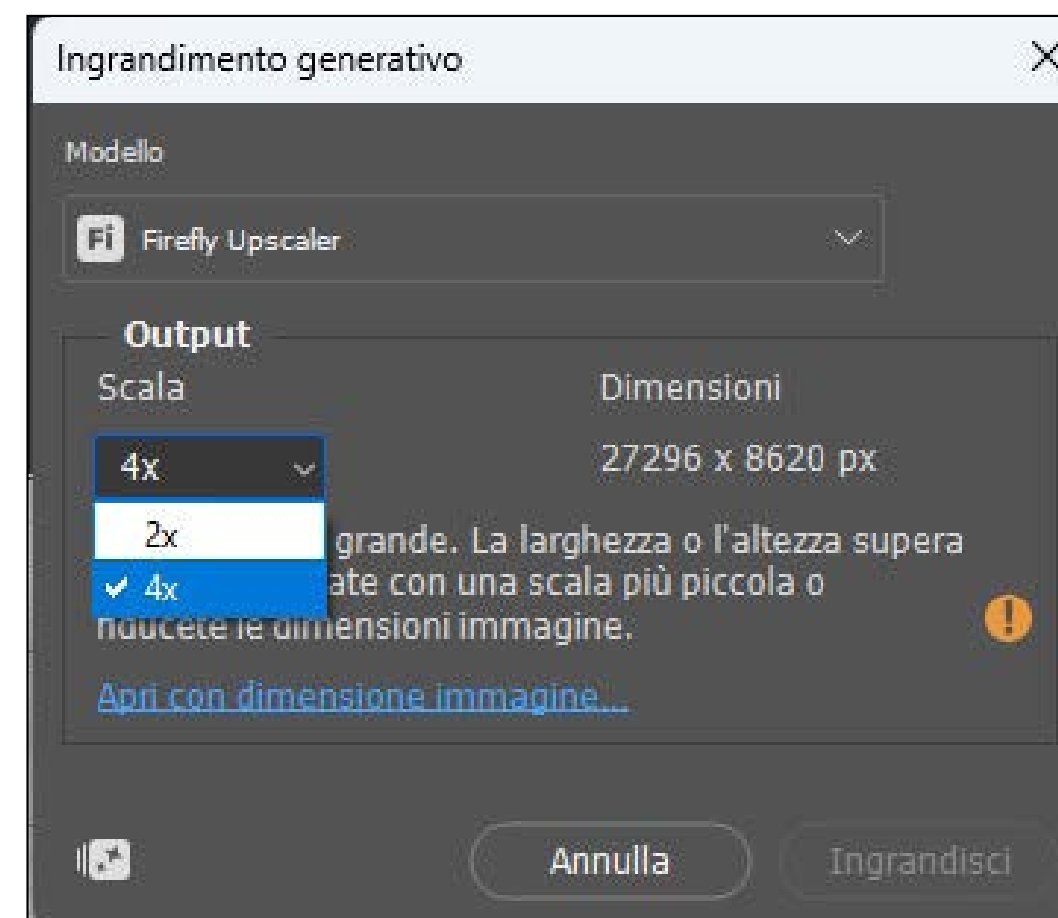 Ingrandimento generativo
Modello
Fi Firefly Upscaler
Output
Scala
Dimensioni
4x
27296 x 8620 px
2x
grande. La larghezza o l'altezza supera
4x
ate con una scala più piccola o
riducete le dimensioni immagine.
Apri con dimensione immagine...
Annulla
Ingrandisci